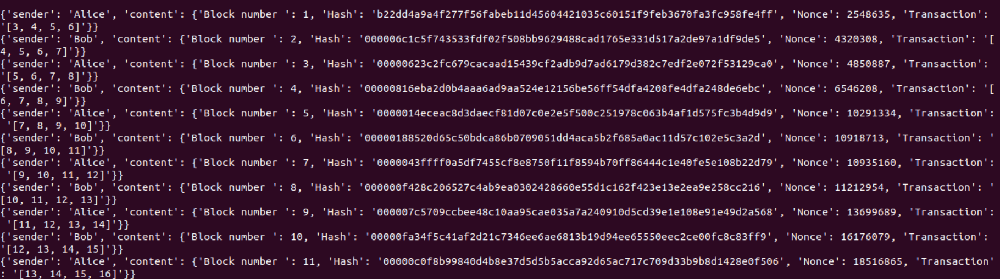 {'sender': 'Alice', 'content': {'Block number ': 1, 'Hash': 'b22dd4a9a4f277f56fabeb11d45604421035c60151f9feb3670fa3fc958fe4ff', 'Nonce': 2548635, 'Transaction':
'[3, 4, 5, 6]'}}
{'sender': 'Bob', 'content': {'Block number ': 2, 'Hash': '000006c1c5f743533fdf02f508bb9629488cad1765e331d517a2de97a1df9de5', 'Nonce': 4320308, 'Transaction': '[
4, 5, 6, 7]'}}
{'sender': 'Alice', 'content': {'Block number ': 3, 'Hash': '00000623c2fc679cacaad15439cf2adb9d7ad6179d382c7edf2e072f53129ca0', 'Nonce': 4850887, 'Transaction':
'[5, 6, 7, 8]'}}
{'sender': 'Bob', 'content': {'Block number ': 4, 'Hash': '00000816eba2d0b4aaa6ad9aa524e12156be56ff54dfa4208fe4dfa248de6ebc', 'Nonce': 6546208, 'Transaction': '[
6, 7, 8, 9]'}}
{'sender': 'Alice', 'content': {'Block number ': 5, 'Hash': '0000014eceac8d3daecf81d07c0e2e5f500c251978c063b4af1d575fc3b4d9d9', 'Nonce': 10291334, 'Transaction':
'[7, 8, 9, 10]'}}
{'sender': 'Bob', 'content': {'Block number ': 6, 'Hash': '00000188520d65c50bdca86b0709051dd4aca5b2f685a0ac11d57c102e5c3a2d', 'Nonce': 10918713, 'Transaction': '
[8, 9, 10, 11]'}}
{'sender': 'Alice', 'content': {'Block number ': 7, 'Hash': '0000043ffff0a5df7455cf8e8750f11f8594b70ff86444c1e40fe5e108b22d79', 'Nonce': 10935160, 'Transaction':
'[9, 10, 11, 12]'}}
{'sender': 'Bob', 'content': {'Block number ': 8, 'Hash': '000000f428c206527c4ab9ea0302428660e55d1c162f423e13e2ea9e258cc216', 'Nonce': 11212954, 'Transaction': '
[10, 11, 12, 13]'}}
{'sender': 'Alice', 'content': {'Block number ': 9, 'Hash': '000007c5709ccbee48c10aa95cae035a7a240910d5cd39e1e108e91e49d2a568', 'Nonce': 13699689, 'Transaction':
'[11, 12, 13, 14]'}}
{'sender': 'Bob', 'content': {'Block number ': 10, 'Hash': '00000fa34f5c41af2d21c7346ee6ae6813b19d94ee65550eec2ce00fc8c83ff9', 'Nonce': 16176079, 'Transaction':
'[12, 13, 14, 15]'}}
{'sender': 'Alice', 'content': {'Block number ': 11, 'Hash': '00000c0f8b99840d4b8e37d5d5b5acca92d65ac717c709d33b9b8d1428e0f506', 'Nonce': 18516865, 'Transaction'
: '[13, 14, 15, 16]'}}